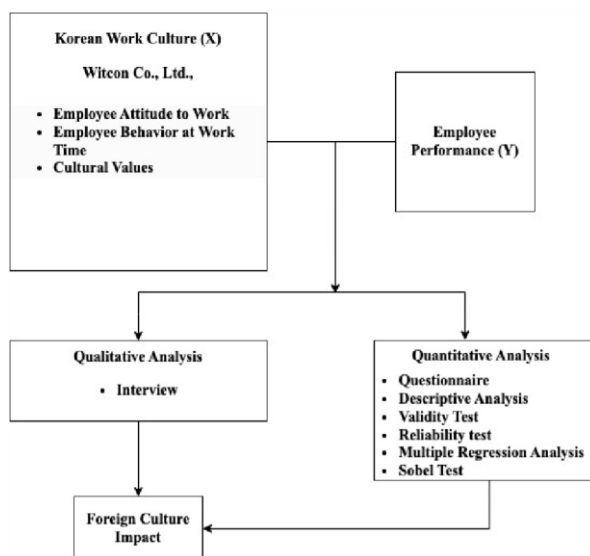 Korean Work Culture (X)
Witcon Co., Ltd.,
• Employee Attitude to Work
• Employee Behavior at Work
Time
• Cultural Values
Employee
Performance (Y)
Qualitative Analysis
• Interview
Quantitative Analysis
• Questionnaire
• Descriptive Analysis
• Validity Test
• Reliability test
• Multiple Regression Analysis
• Sobel Test
Foreign Culture
Impact